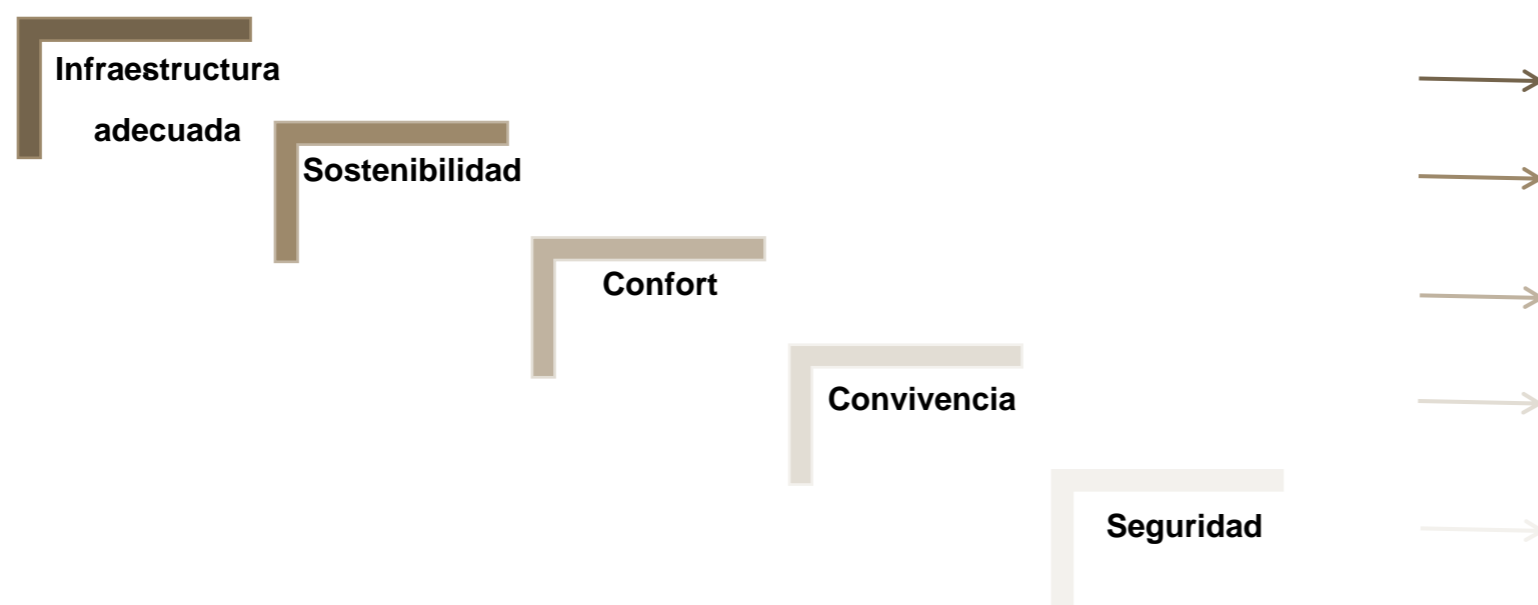 Infraestructura
adecuada
Sostenibilidad
Confort
Convivencia
Seguridad